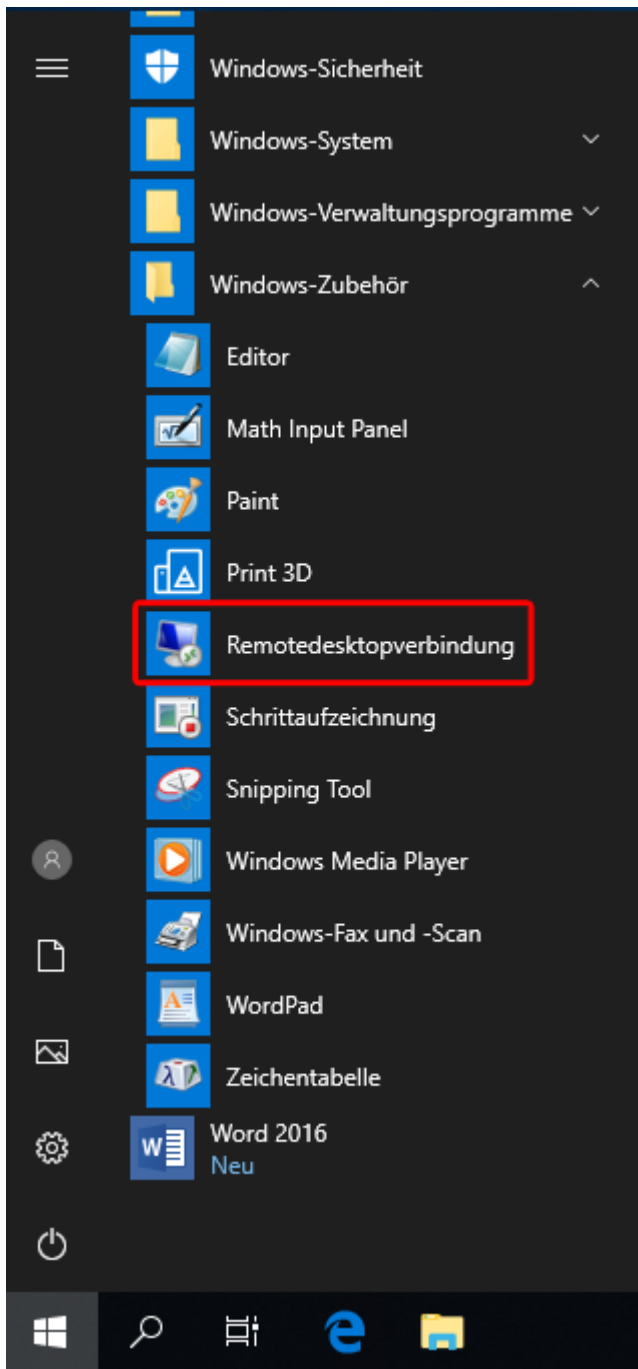 Windows-Sicherheit
Windows-System
Windows-Verwaltungsprogramme
Windows-Zubehör
Editor
Math Input Panel
Paint
Print 3D
Remotedesktopverbindung
Schrittaufzeichnung
Snipping Tool
Windows Media Player
Windows-Fax und -Scan
WordPad
Zeichentabelle
Word 2016
Neu